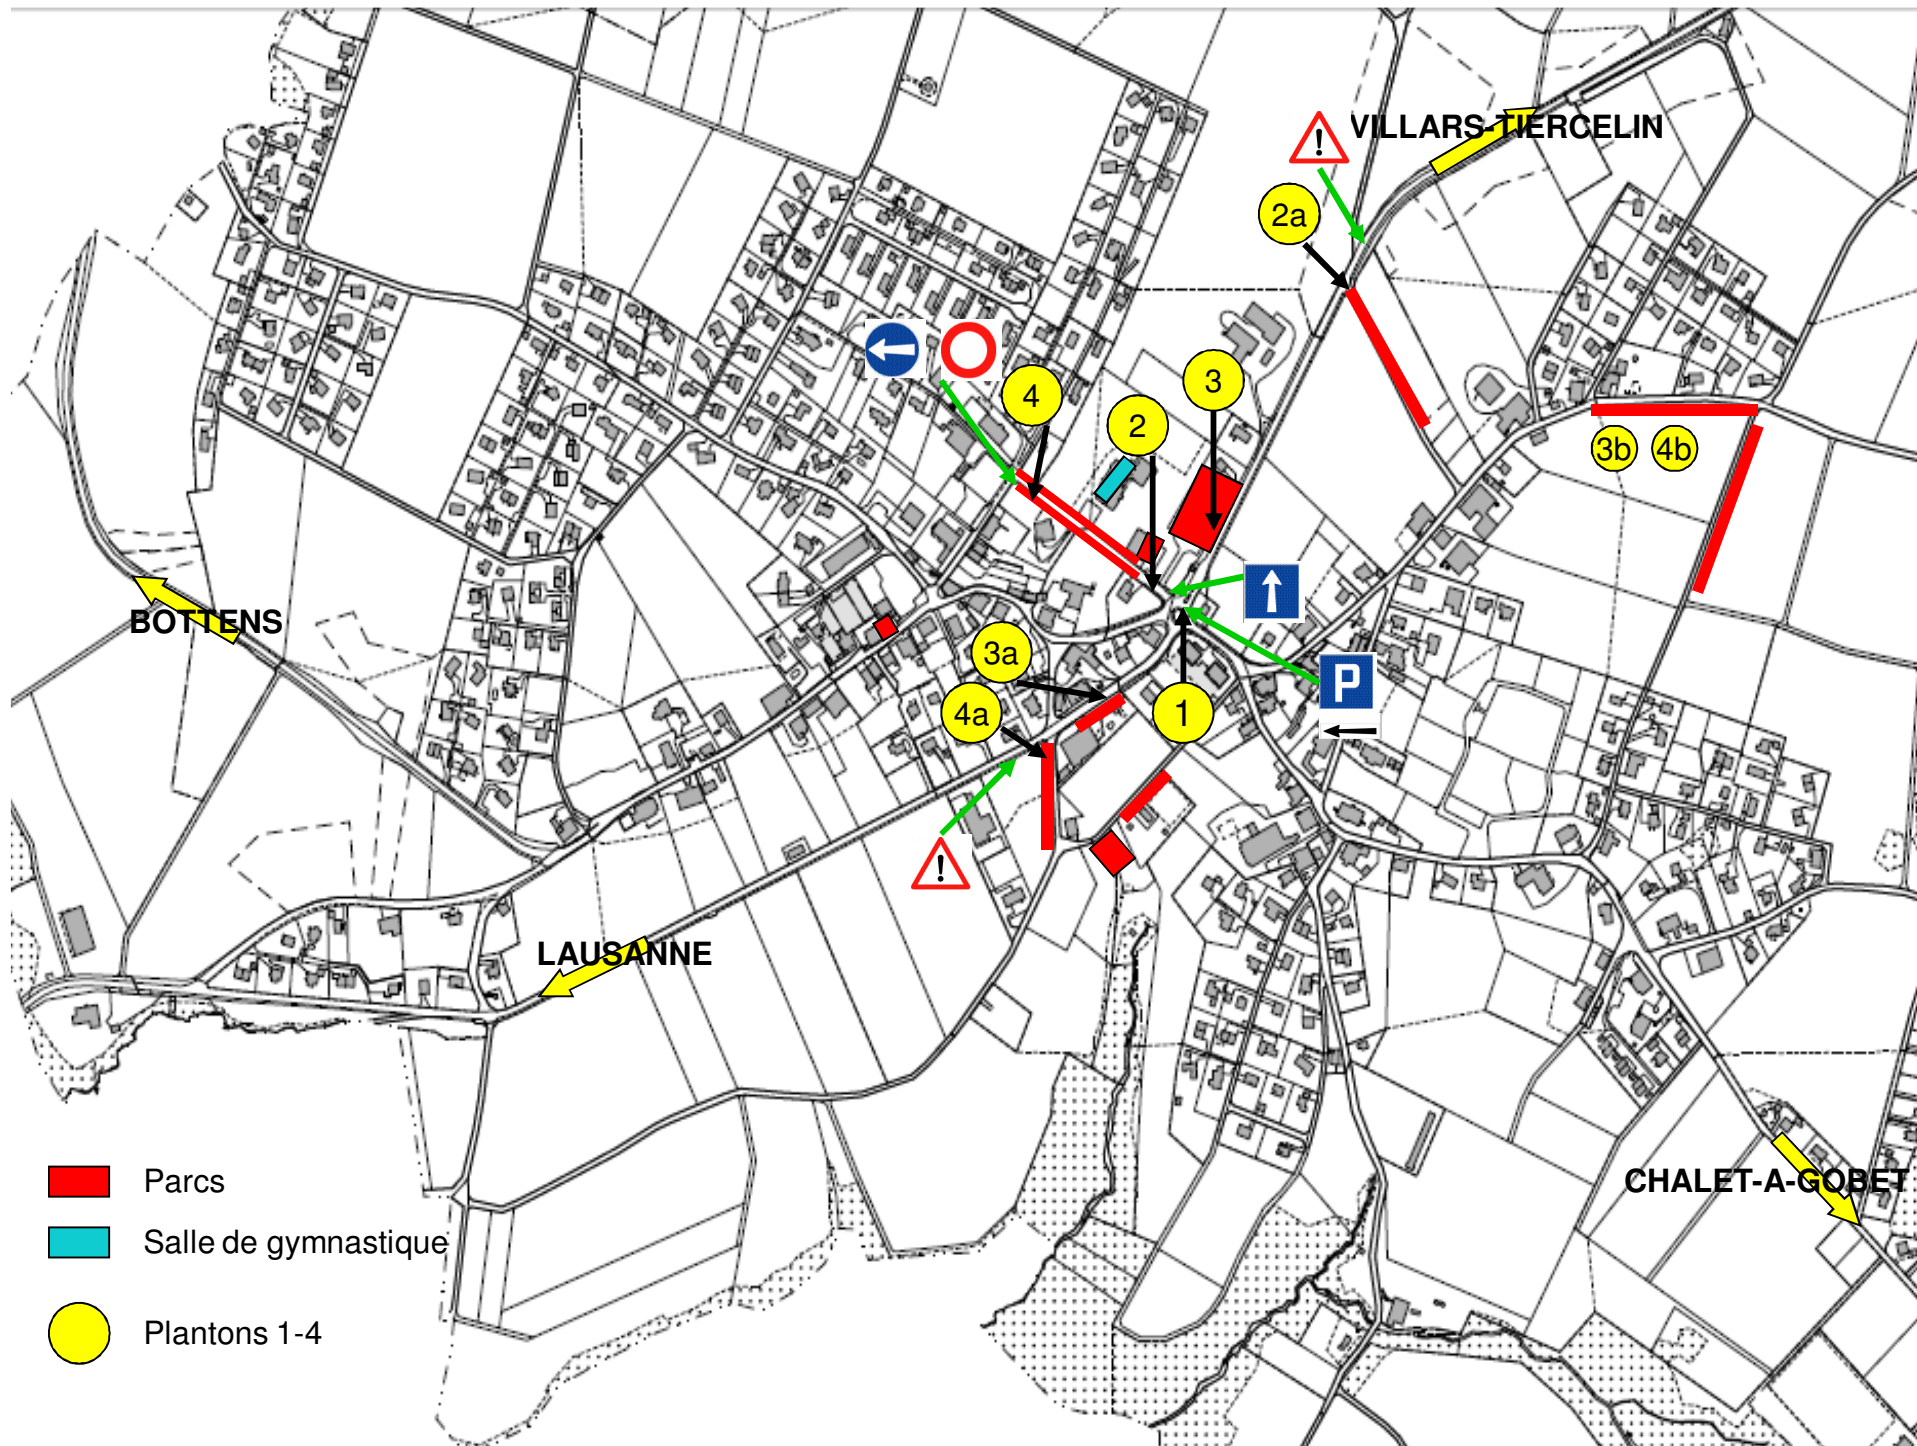 VILLARS-TIERCELIN
!
2a
4
3
2
3b
4b
BOTTENS
3a
P
4a
1
!
LAUSANNE
CHALET-A-GOBET
Parcs
Salle de gymnastique
Plantons 1-4